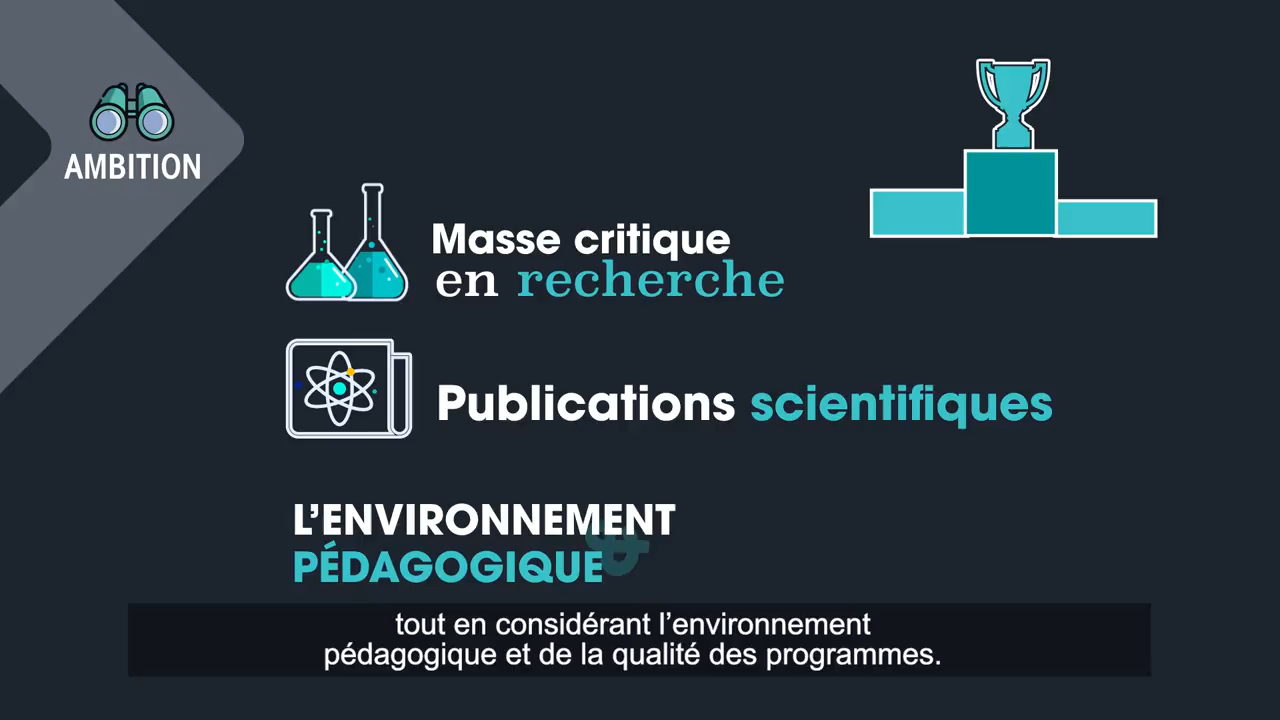 AMBITION
Masse critique
en recherche
Publications scientifiques
L’ENVIRONNEMENT
PÉDAGOGIQUE
&
tout en considérant l’environnement
pédagogique et de la qualité des programmes.